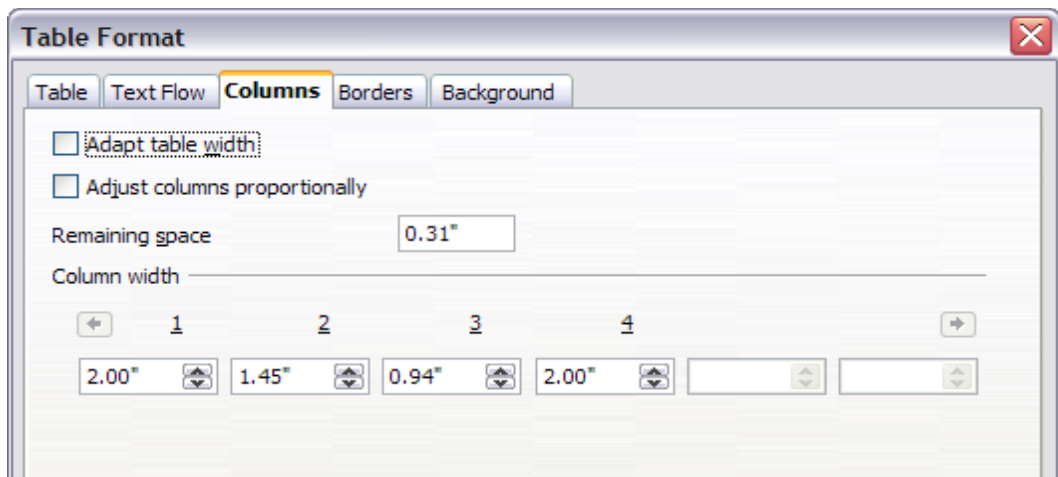 Table Format
Table Text Flow Columns Borders Background
Adapt table width
Adjust columns proportionally
Remaining space 0.31"
Column width
1 2 3 4
2.00" 1.45" 0.94" 2.00"